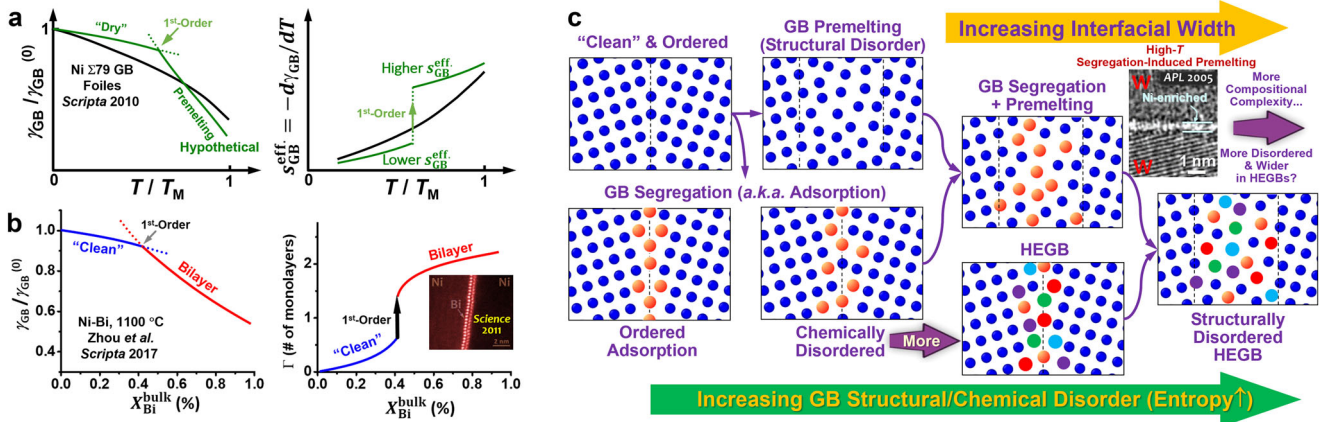 a
1
"Dry"
1st-Order
Ni Σ79 GB
Foiles
Scripta 2010
Premelting
Hypothetical
γGB/γGB(0)
T / TM
1
sGBeff. = −dγGB/dT
Higher sGBeff.
1st-Order
Lower sGBeff.
T / TM
1
b
1.0
0.8
0.6
0.4
γGB/γGB(0)
1st-Order
"Clean"
Bilayer
Ni-Bi, 1100 °C
Zhou et al.
Scripta 2017
0.0 0.2 0.4 0.6 0.8 1.0
XBibulk (%)
2
1
0
Γ (# of monolayers)
Bilayer
1st-Order
"Clean"
Ni
Ni
Bi
Science
2011
2 nm
0.0 0.2 0.4 0.6 0.8 1.0
XBibulk (%)
c
Increasing Interfacial Width
"Clean" & Ordered
GB Premelting
(Structural Disorder)
GB Segregation
+ Premelting
High-T
Segregation-Induced Premelting
W
APL 2005
Ni-enriched
W
1 nm
More
Compositional
Complexity...
More Disordered
& Wider
in HEGBs?
GB Segregation (a.k.a. Adsorption)
Ordered
Adsorption
Chemically
Disordered
More
HEGB
Structurally
Disordered
HEGB
Increasing GB Structural/Chemical Disorder (Entropy↑)